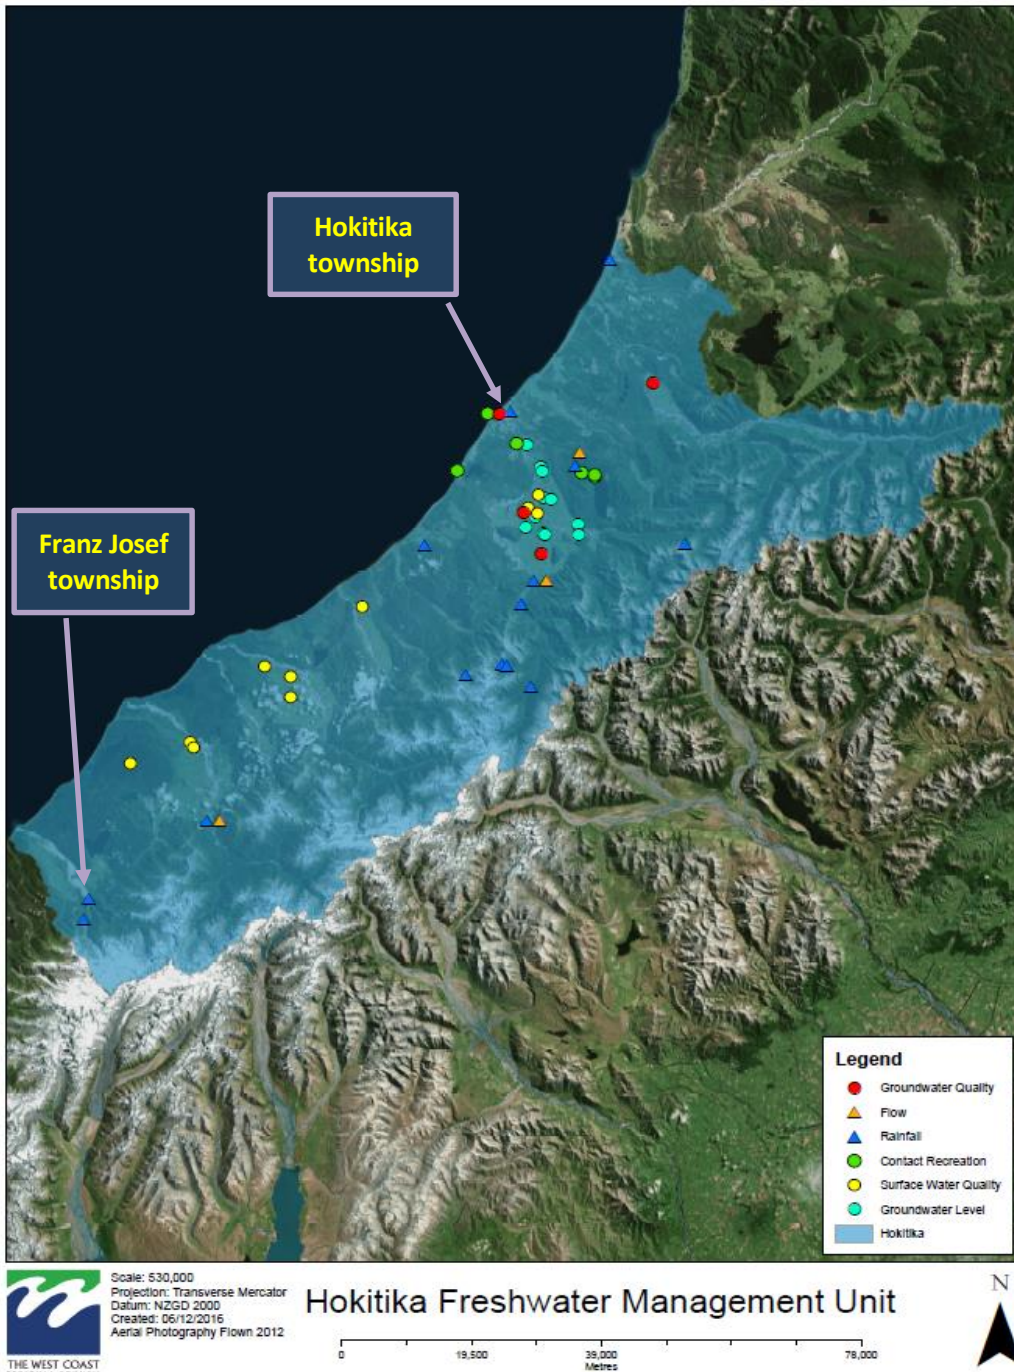 Hokitika
township
Franz Josef
township
Legend
Groundwater Quality
Flow
Rainfall
Contact Recreation
Surface Water Quality
Groundwater Level
Hokitika
THE WEST COAST
Scale: 530,000
Projection: Transverse Mercator
Datum: NZGD 2000
Created: 06/12/2016
Aerial Photography Flown 2012
Hokitika Freshwater Management Unit
0 19,500 39,000 78,000
Metres
N